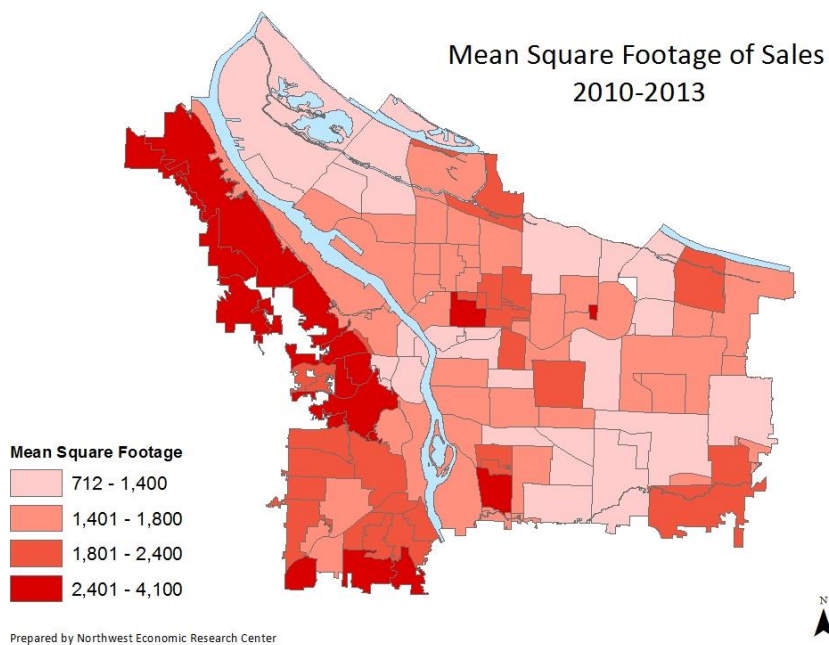 Mean Square Footage of Sales
2010-2013
Mean Square Footage
712 - 1,400
1,401 - 1,800
1,801 - 2,400
2,401 - 4,100
Prepared by Northwest Economic Research Center
N